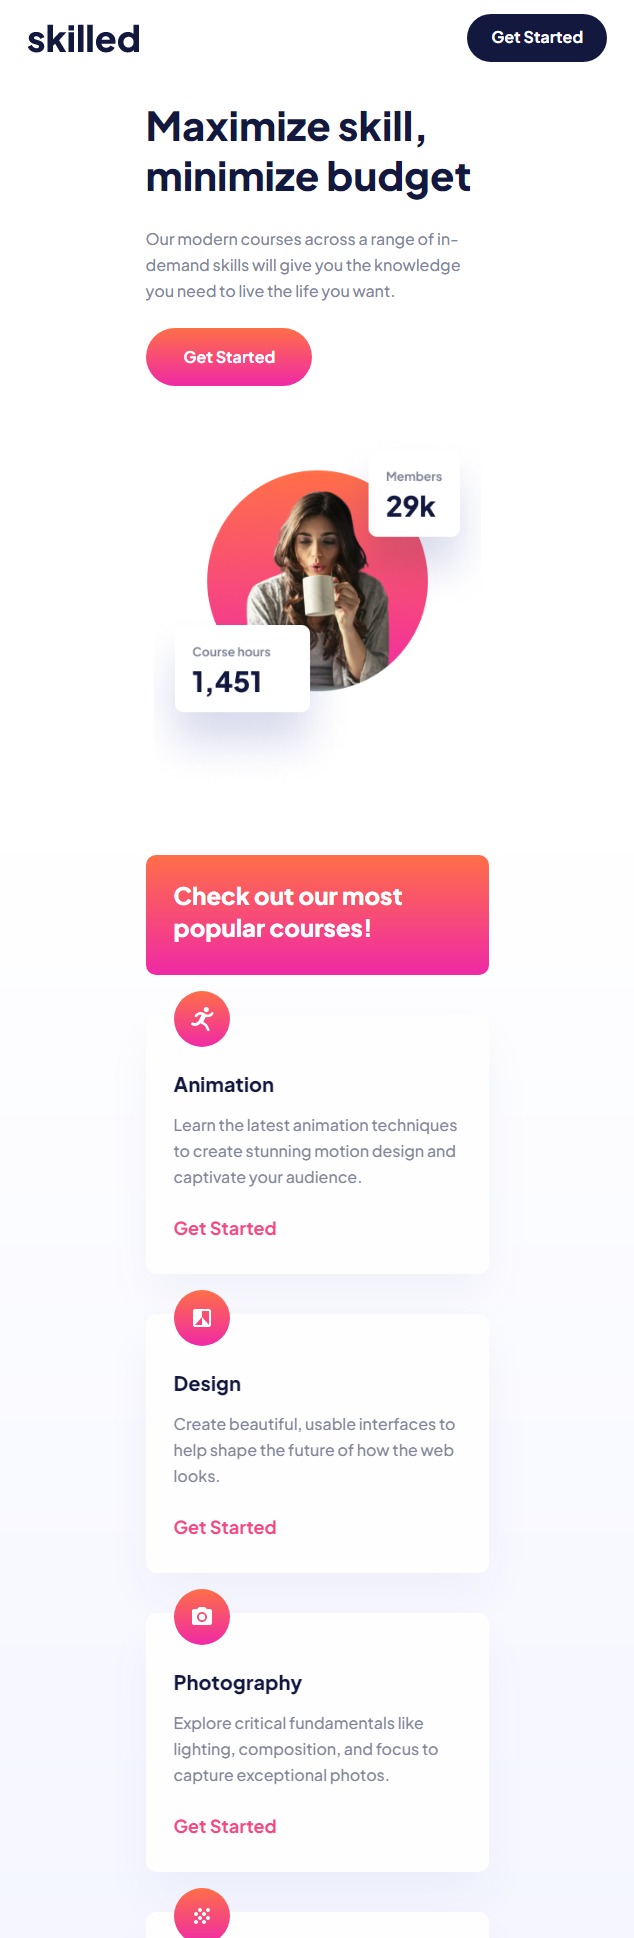 skilled
Get Started
Maximize skill,
minimize budget
Our modern courses across a range of in-
demand skills will give you the knowledge
you need to live the life you want.
Get Started
Members
29k
Course hours
1,451
Check out our most
popular courses!
Animation
Learn the latest animation techniques
to create stunning motion design and
captivate your audience.
Get Started
Design
Create beautiful, usable interfaces to
help shape the future of how the web
looks.
Get Started
Photography
Explore critical fundamentals like
lighting, composition, and focus to
capture exceptional photos.
Get Started